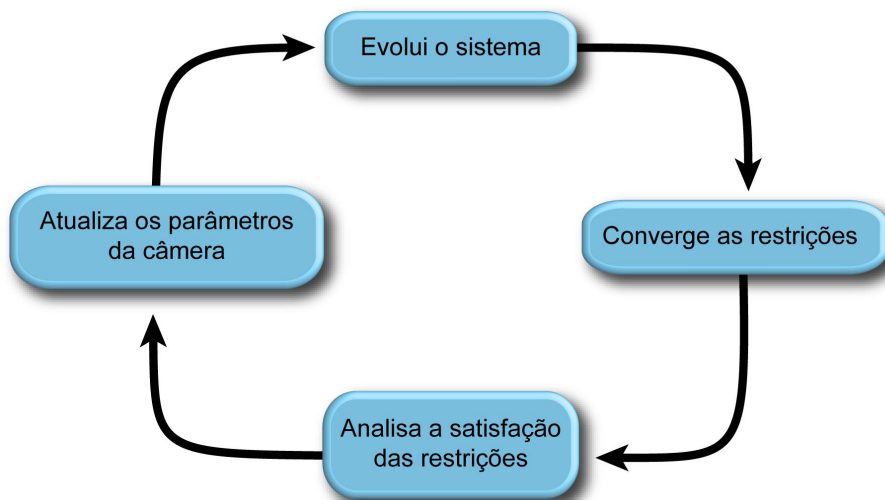 Evolui o sistema
Converge as restrições
Analisa a satisfação
das restrições
Atualiza os parâmetros
da câmera